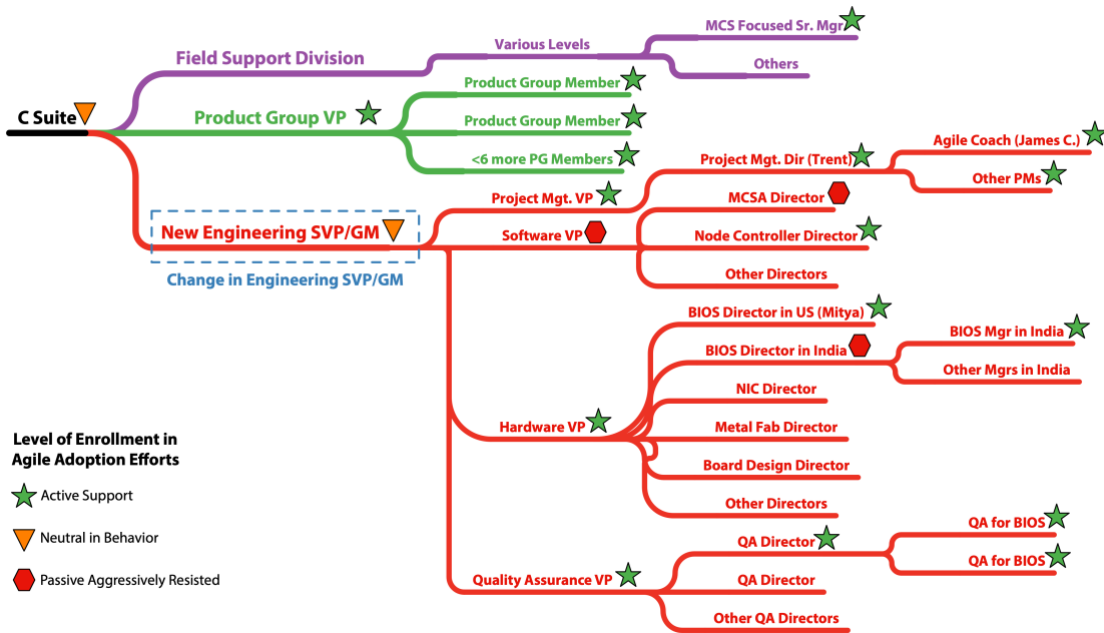 MCS Focused Sr. Mgr
Various Levels
Field Support Division
Others
Product Group Member
C Suite
Product Group VP
Product Group Member
Agile Coach (James C.)
<6 more PG Members
Project Mgt. Dir (Trent)
Other PMs
Project Mgt. VP
MCSA Director
New Engineering SVP/GM
Software VP
Node Controller Director
Change in Engineering SVP/GM
Other Directors
BIOS Director in US (Mitya)
BIOS Mgr in India
BIOS Director in India
Other Mgrs in India
NIC Director
Hardware VP
Metal Fab Director
Level of Enrollment in
Agile Adoption Efforts
Board Design Director
Active Support
Other Directors
QA for BIOS
Neutral in Behavior
QA Director
QA for BIOS
Passive Aggressively Resisted
Quality Assurance VP
QA Director
Other QA Directors